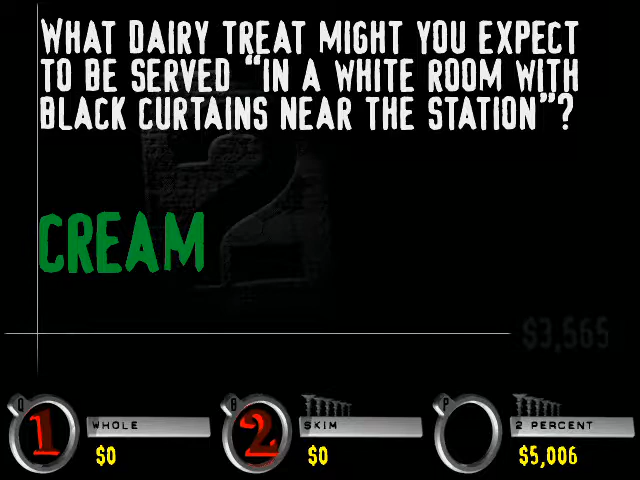 WHAT DAIRY TREAT MIGHT YOU EXPECT
TO BE SERVED “IN A WHITE ROOM WITH
BLACK CURTAINS NEAR THE STATION”?
2
CREAM
$3,565
Q
1
WHOLE
$0
B
2
SKIM
$0
P
2 PERCENT
$5,006